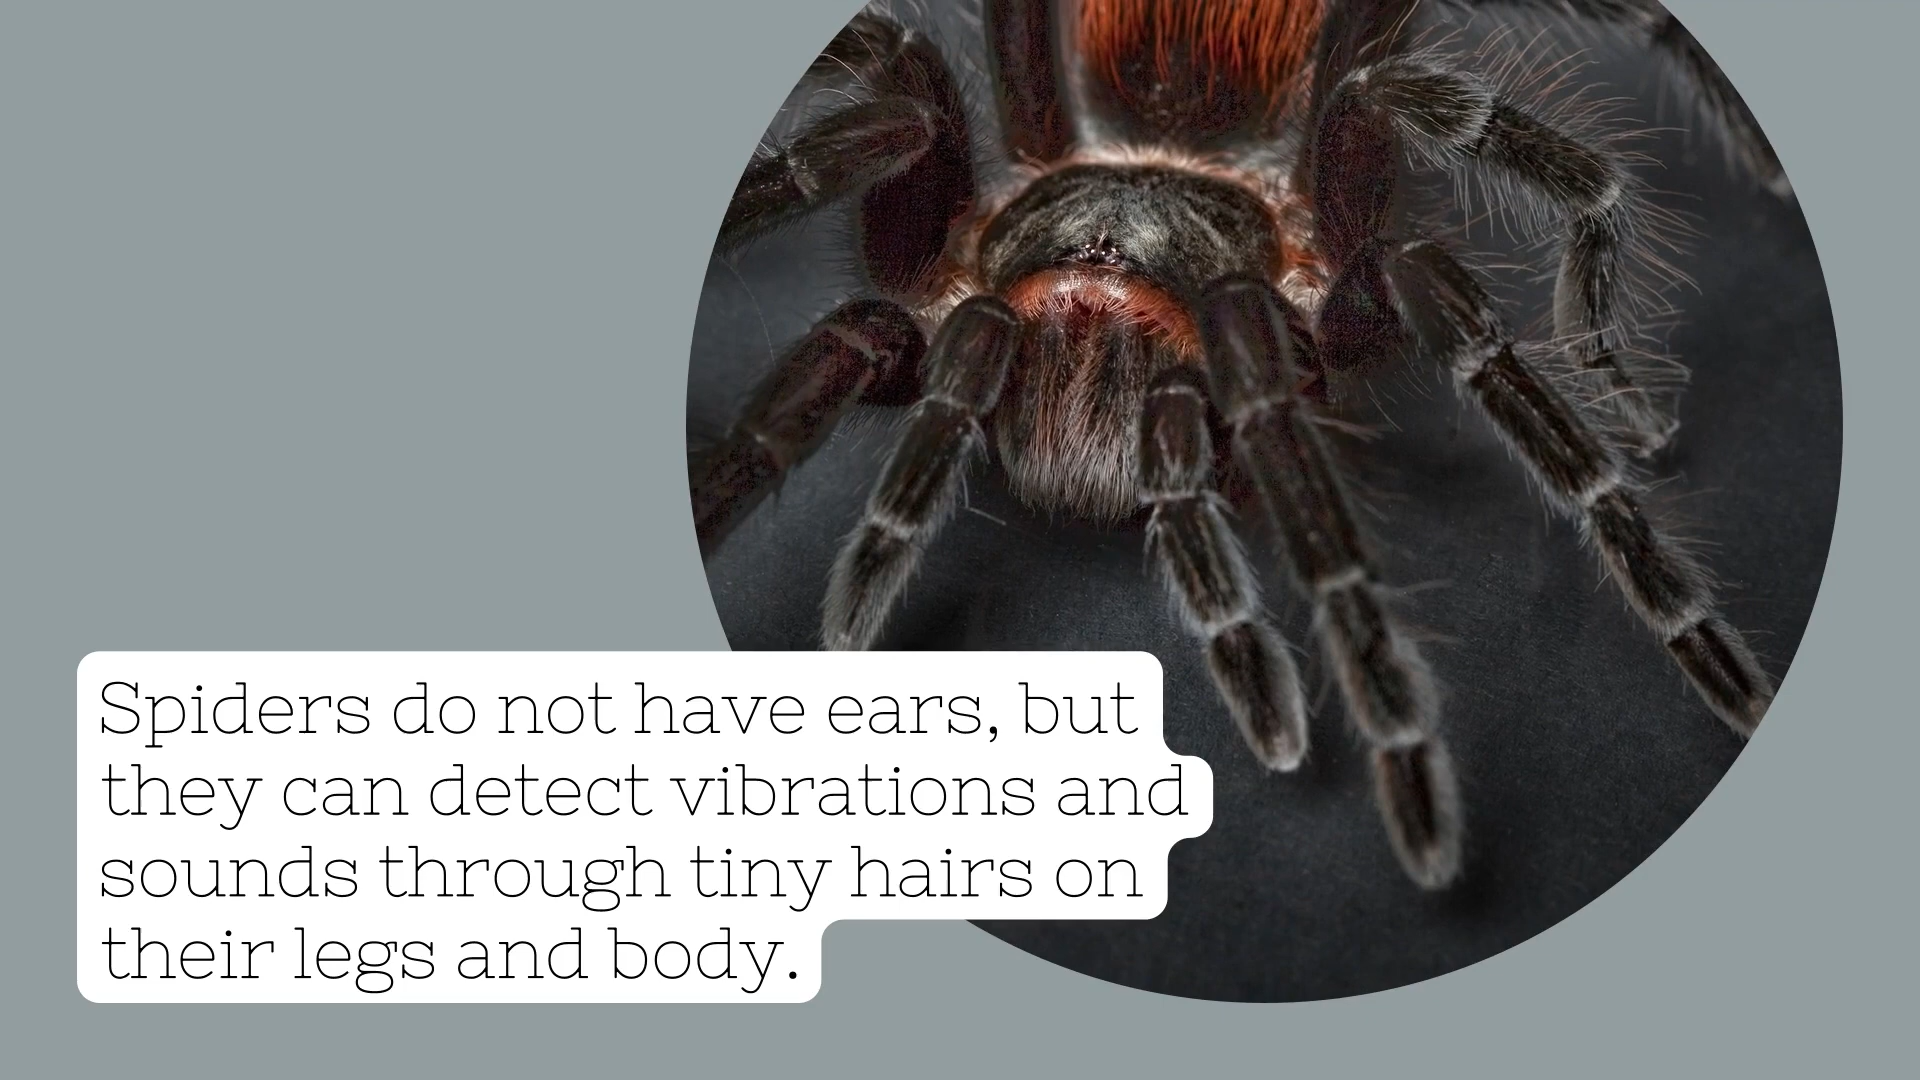 Spiders do not have ears, but
they can detect vibrations and
sounds through tiny hairs on
their legs and body.